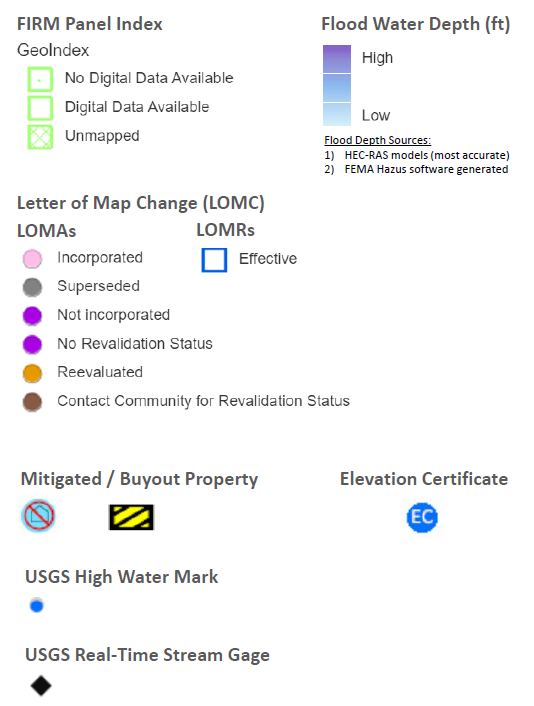 FIRM Panel Index
GeoIndex
No Digital Data Available
Digital Data Available
Unmapped
Flood Water Depth (ft)
High
Low
Flood Depth Sources:
1) HEC-RAS models (most accurate)
2) FEMA Hazus software generated
Letter of Map Change (LOMC)
LOMAs
Incorporated
Superseded
Not incorporated
No Revalidation Status
Reevaluated
Contact Community for Revalidation Status
LOMRs
Effective
Mitigated / Buyout Property
Elevation Certificate
EC
USGS High Water Mark
USGS Real-Time Stream Gage